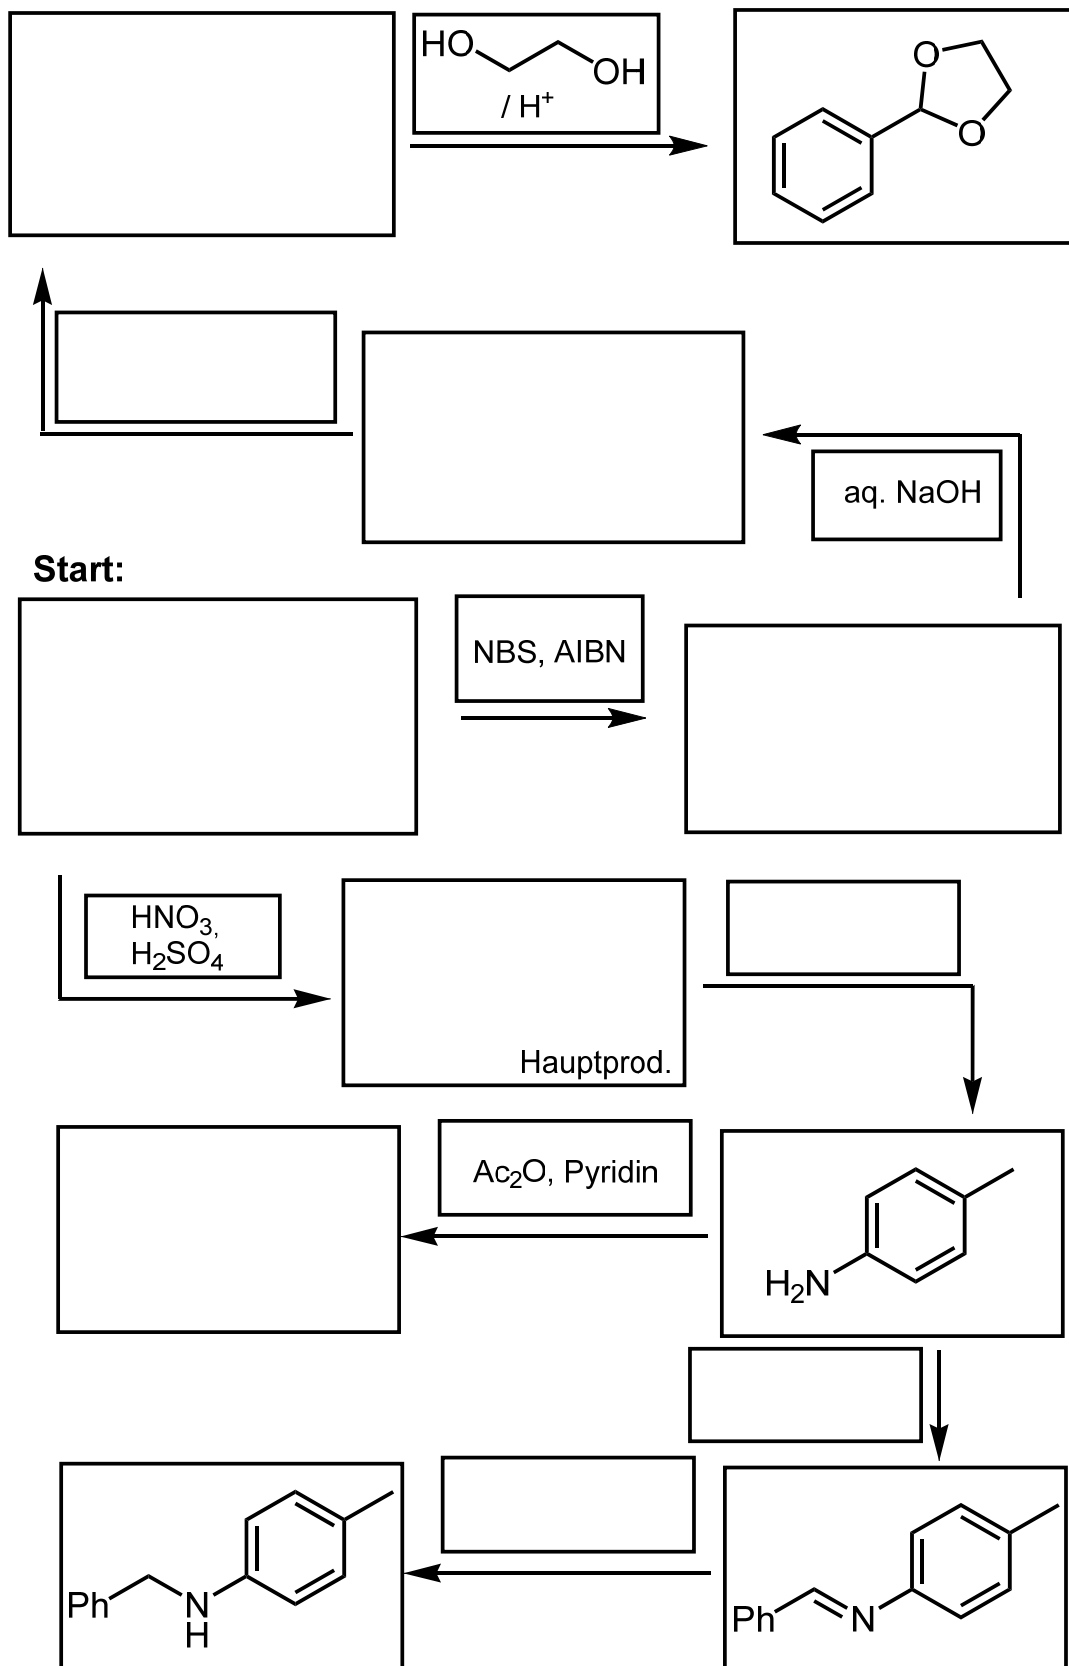 HO
OH
/ H⁺
O
O
aq. NaOH
Start:
NBS, AIBN
HNO₃,
H₂SO₄
Hauptprod.
Ac₂O, Pyridin
H₂N
Ph
N
H
Ph
N